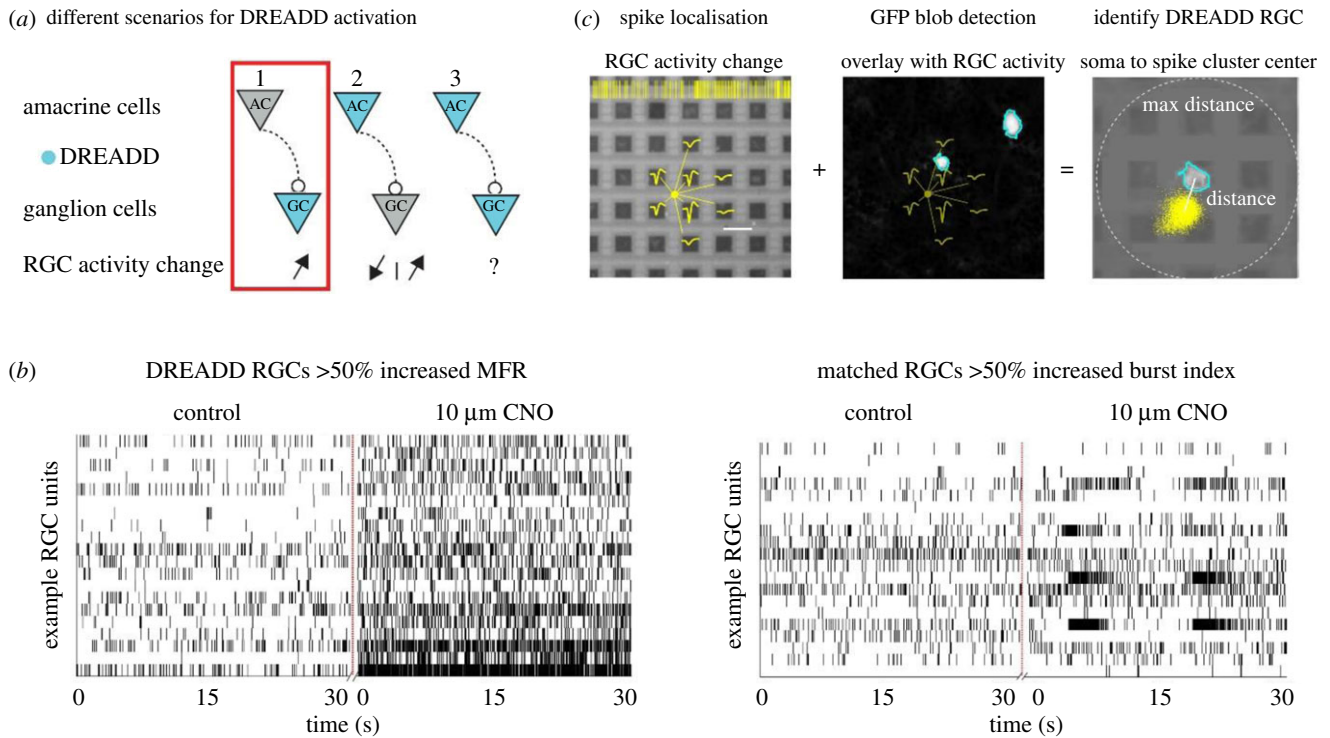 (a) different scenarios for DREADD activation
1 2 3
amacrine cells AC AC AC
DREADD
ganglion cells GC GC GC
RGC activity change ?
(c) spike localisation GFP blob detection identify DREADD RGC
RGC activity change overlay with RGC activity soma to spike cluster center
max distance
+ =
distance
(b) DREADD RGCs >50% increased MFR
control 10 μm CNO
example RGC units
0 15 30 0 15 30
time (s)
matched RGCs >50% increased burst index
control 10 μm CNO
example RGC units
0 15 30 0 15 30
time (s)